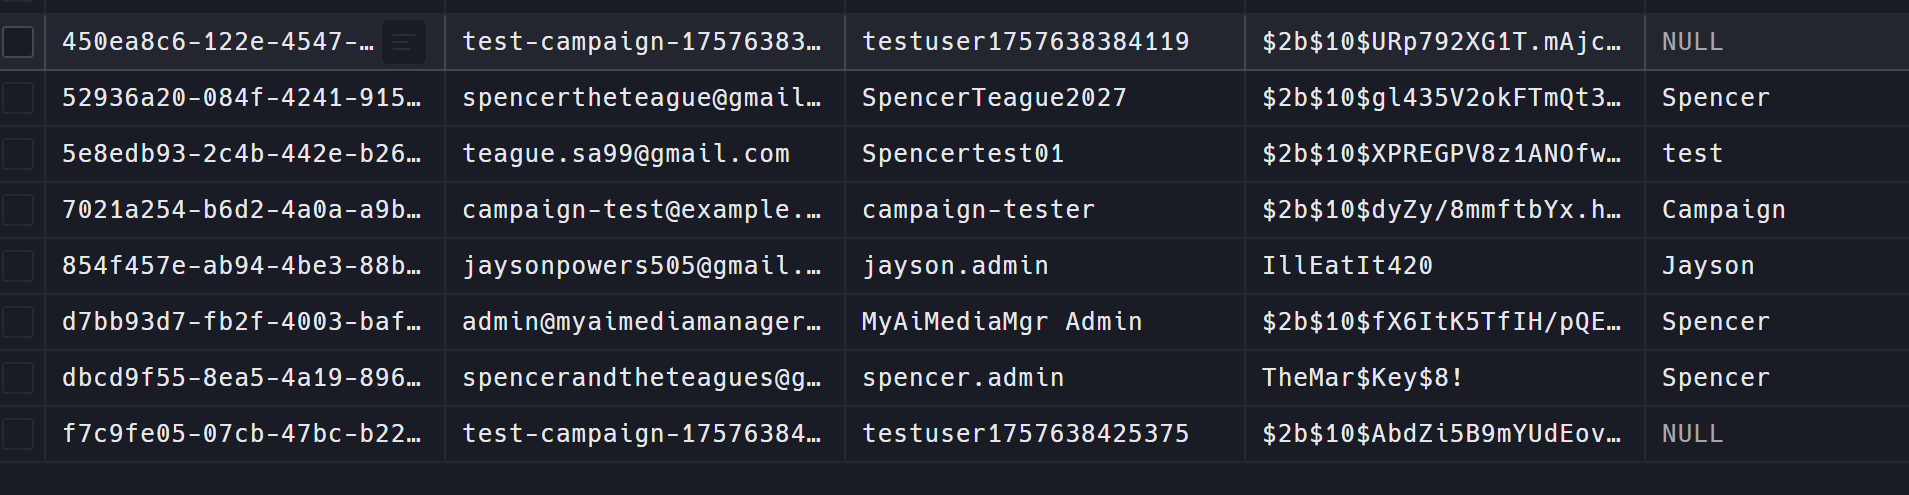 450ea8c6-122e-4547-… test-campaign-17576383… testuser1757638384119 $2b$10$URp792XG1T.mAjc… NULL
52936a20-084f-4241-915… spencertheteague@gmail… SpencerTeague2027 $2b$10$gl435V2okFTmQt3… Spencer
5e8edb93-2c4b-442e-b26… teague.sa99@gmail.com Spencertest01 $2b$10$XPREGPV8z1ANOfw… test
7021a254-b6d2-4a0a-a9b… campaign-test@example.… campaign-tester $2b$10$dyZy/8mmftbYx.h… Campaign
854f457e-ab94-4be3-88b… jaysonpowers505@gmail.… jayson.admin IllEatIt420 Jayson
d7bb93d7-fb2f-4003-baf… admin@myaimediamanager… MyAiMediaMgr Admin $2b$10$fX6ItK5TfIH/pQE… Spencer
dbcd9f55-8ea5-4a19-896… spencerandtheteagues@g… spencer.admin TheMar$Key$8! Spencer
f7c9fe05-07cb-47bc-b22… test-campaign-17576384… testuser1757638425375 $2b$10$AbdZi5B9mYUdEov… NULL